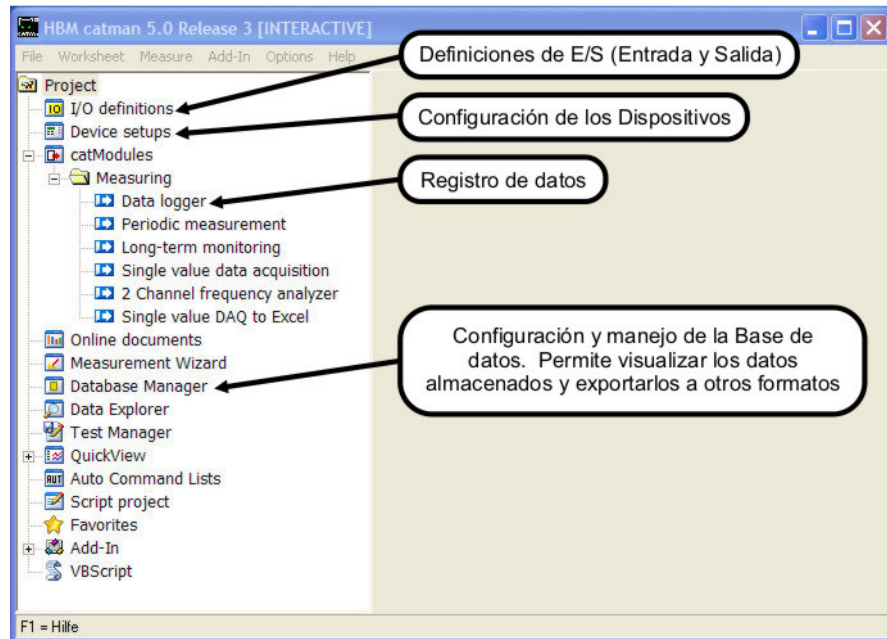 HBM catman 5.0 Release 3 [INTERACTIVE]
File Worksheet Measure Add-In Options Help
Definiciones de E/S (Entrada y Salida)
Project
I/O definitions
Device setups
Configuración de los Dispositivos
catModules
Measuring
Registro de datos
Data logger
Periodic measurement
Long-term monitoring
Single value data acquisition
2 Channel frequency analyzer
Single value DAQ to Excel
Configuración y manejo de la Base de
datos. Permite visualizar los datos
almacenados y exportarlos a otros formatos
Online documents
Measurement Wizard
Database Manager
Data Explorer
Test Manager
QuickView
Auto Command Lists
Script project
Favorites
Add-In
VBScript
F1 = Hilfe